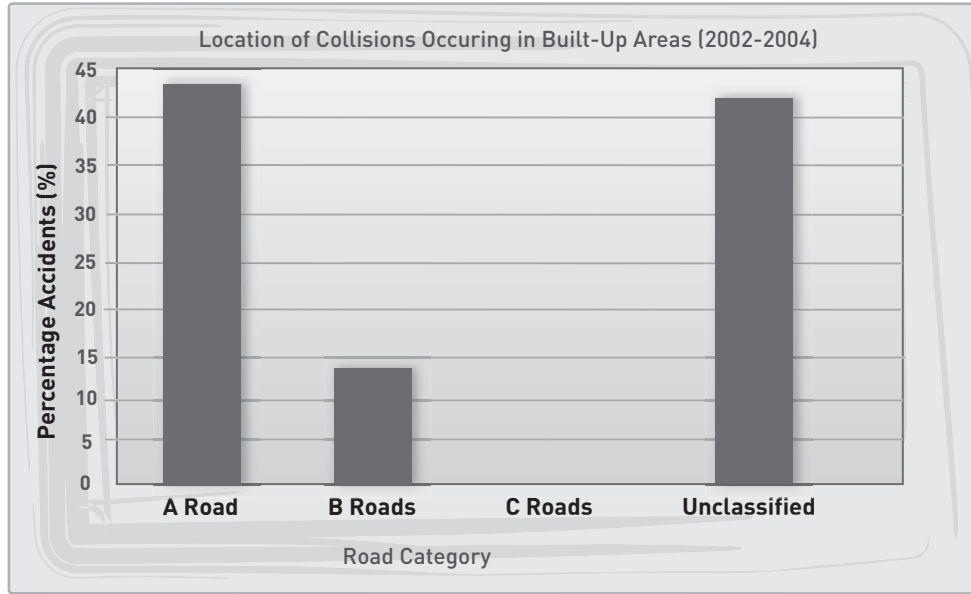 Location of Collisions Occuring in Built-Up Areas (2002-2004)
Percentage Accidents (%)
45
40
35
30
25
20
15
10
5
0
A Road B Roads C Roads Unclassified
Road Category